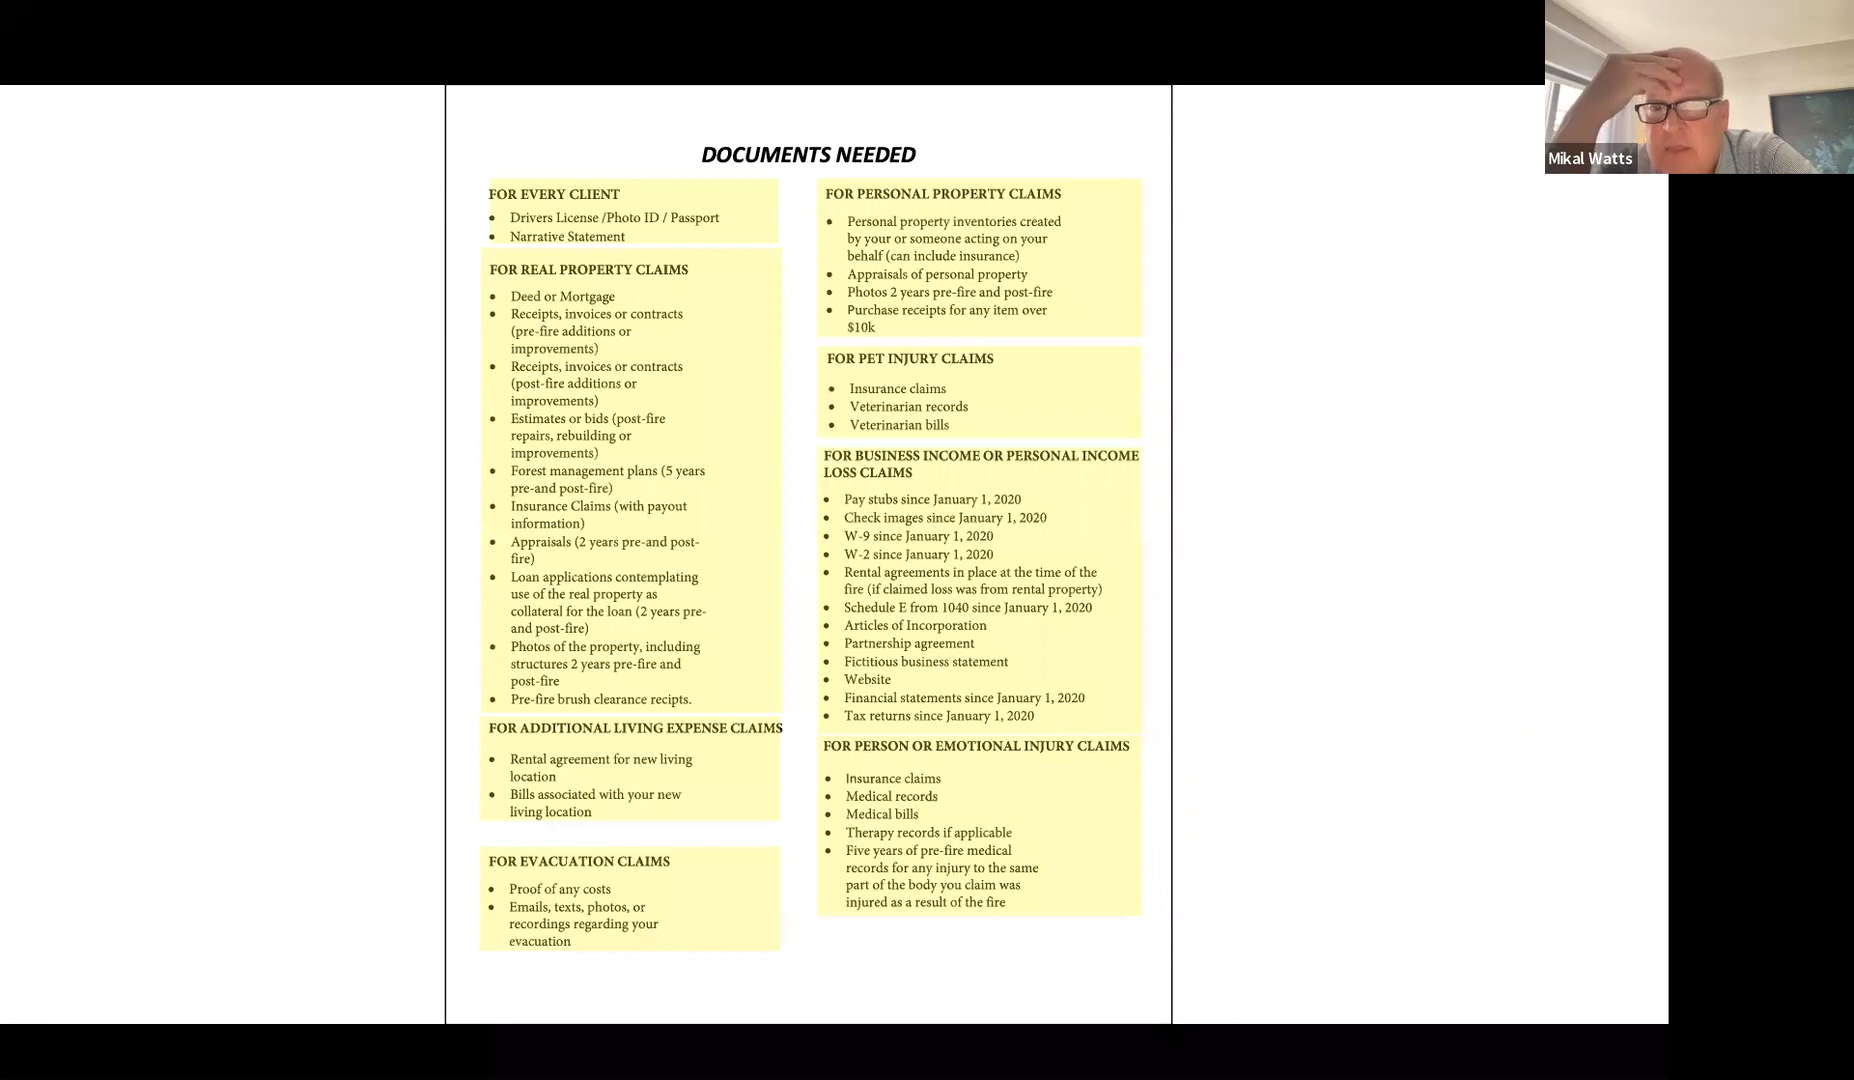 DOCUMENTS NEEDED
FOR EVERY CLIENT
• Drivers License /Photo ID / Passport
• Narrative Statement
FOR REAL PROPERTY CLAIMS
• Deed or Mortgage
• Receipts, invoices or contracts
(pre-fire additions or
improvements)
• Receipts, invoices or contracts
(post-fire additions or
improvements)
• Estimates or bids (post-fire
repairs, rebuilding or
improvements)
• Forest management plans (5 years
pre-and post-fire)
• Insurance Claims (with payout
information)
• Appraisals (2 years pre-and post-
fire)
• Loan applications contemplating
use of the real property as
collateral for the loan (2 years pre-
and post-fire)
• Photos of the property, including
structures 2 years pre-fire and
post-fire
• Pre-fire brush clearance recipts.
FOR ADDITIONAL LIVING EXPENSE CLAIMS
• Rental agreement for new living
location
• Bills associated with your new
living location
FOR EVACUATION CLAIMS
• Proof of any costs
• Emails, texts, photos, or
recordings regarding your
evacuation
FOR PERSONAL PROPERTY CLAIMS
• Personal property inventories created
by your or someone acting on your
behalf (can include insurance)
• Appraisals of personal property
• Photos 2 years pre-fire and post-fire
• Purchase receipts for any item over
$10k
FOR PET INJURY CLAIMS
• Insurance claims
• Veterinarian records
• Veterinarian bills
FOR BUSINESS INCOME OR PERSONAL INCOME
LOSS CLAIMS
• Pay stubs since January 1, 2020
• Check images since January 1, 2020
• W-9 since January 1, 2020
• W-2 since January 1, 2020
• Rental agreements in place at the time of the
fire (if claimed loss was from rental property)
• Schedule E from 1040 since January 1, 2020
• Articles of Incorporation
• Partnership agreement
• Fictitious business statement
• Website
• Financial statements since January 1, 2020
• Tax returns since January 1, 2020
FOR PERSON OR EMOTIONAL INJURY CLAIMS
• Insurance claims
• Medical records
• Medical bills
• Therapy records if applicable
• Five years of pre-fire medical
records for any injury to the same
part of the body you claim was
injured as a result of the fire
Mikal Watts